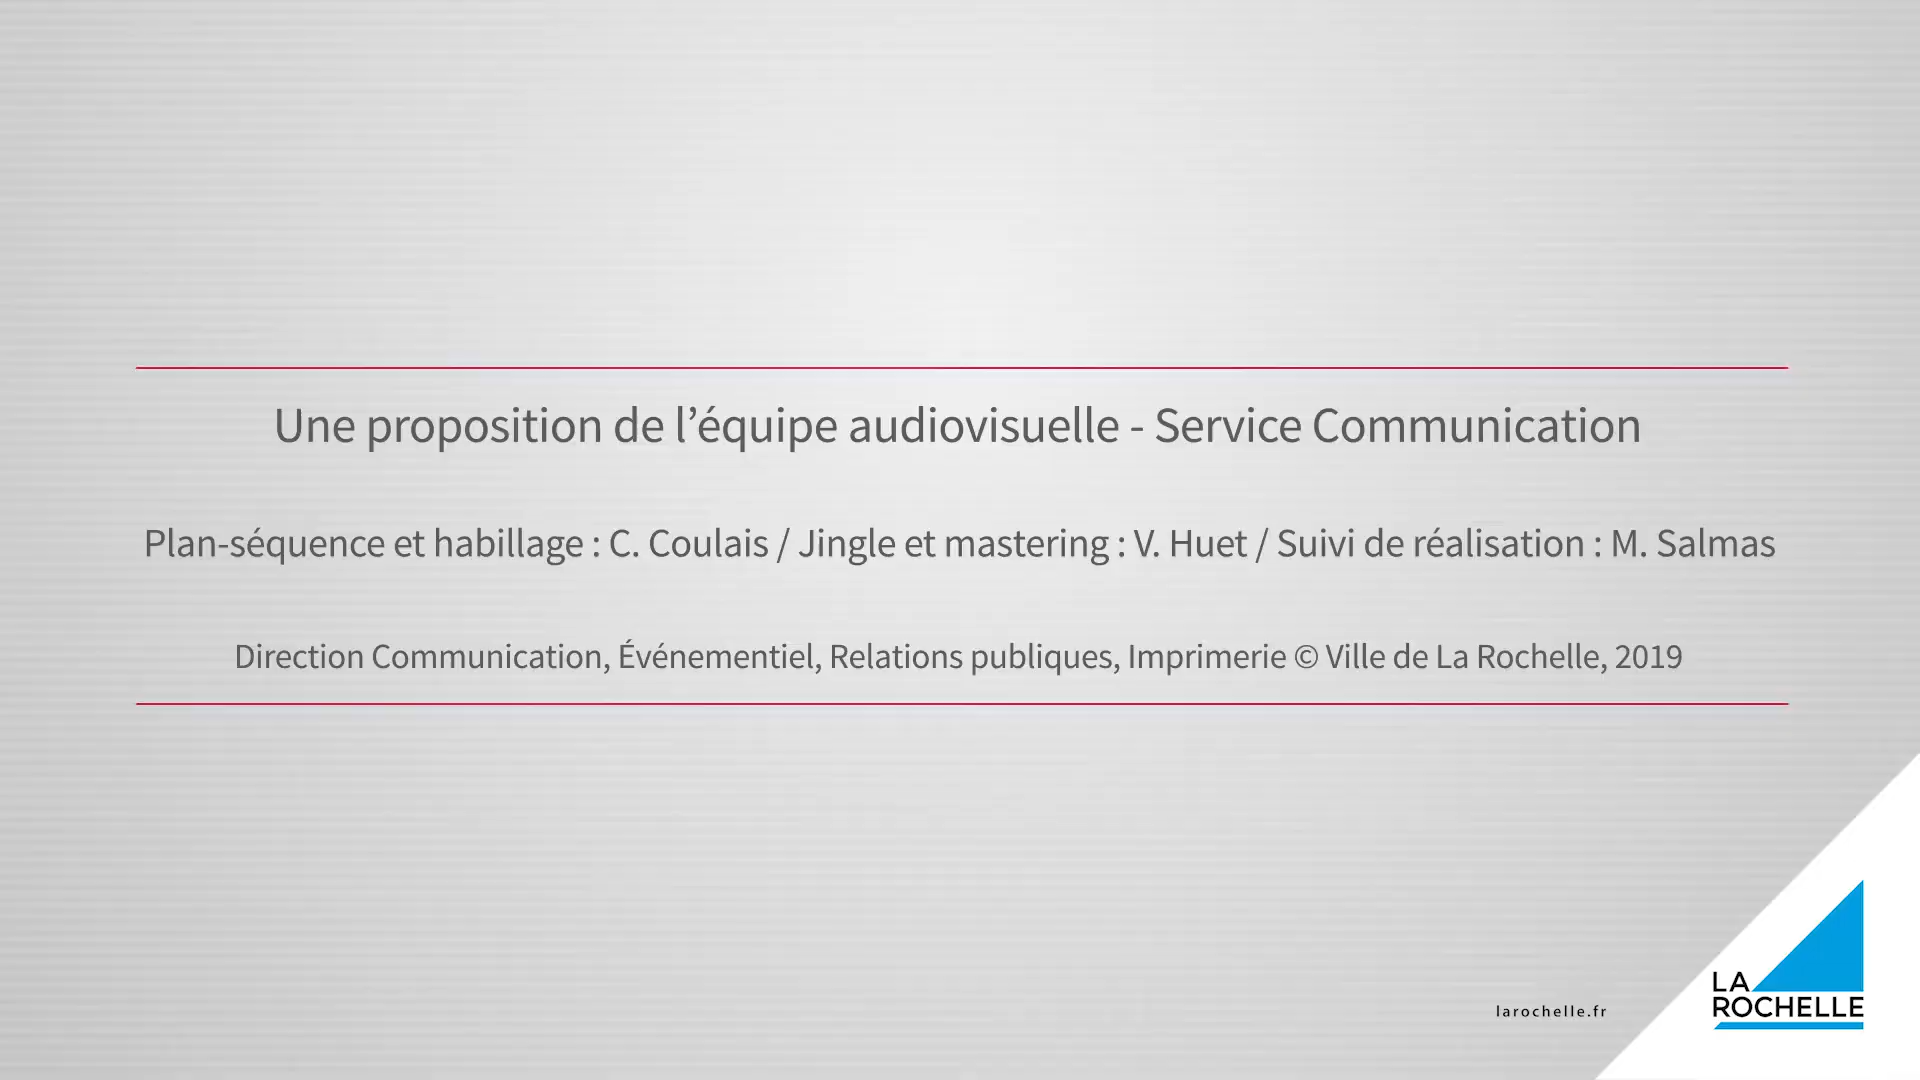 Une proposition de l’équipe audiovisuelle - Service Communication
Plan-séquence et habillage : C. Coulais / Jingle et mastering : V. Huet / Suivi de réalisation : M. Salmas
Direction Communication, Événementiel, Relations publiques, Imprimerie © Ville de La Rochelle, 2019
larochelle.fr
LA
ROCHELLE